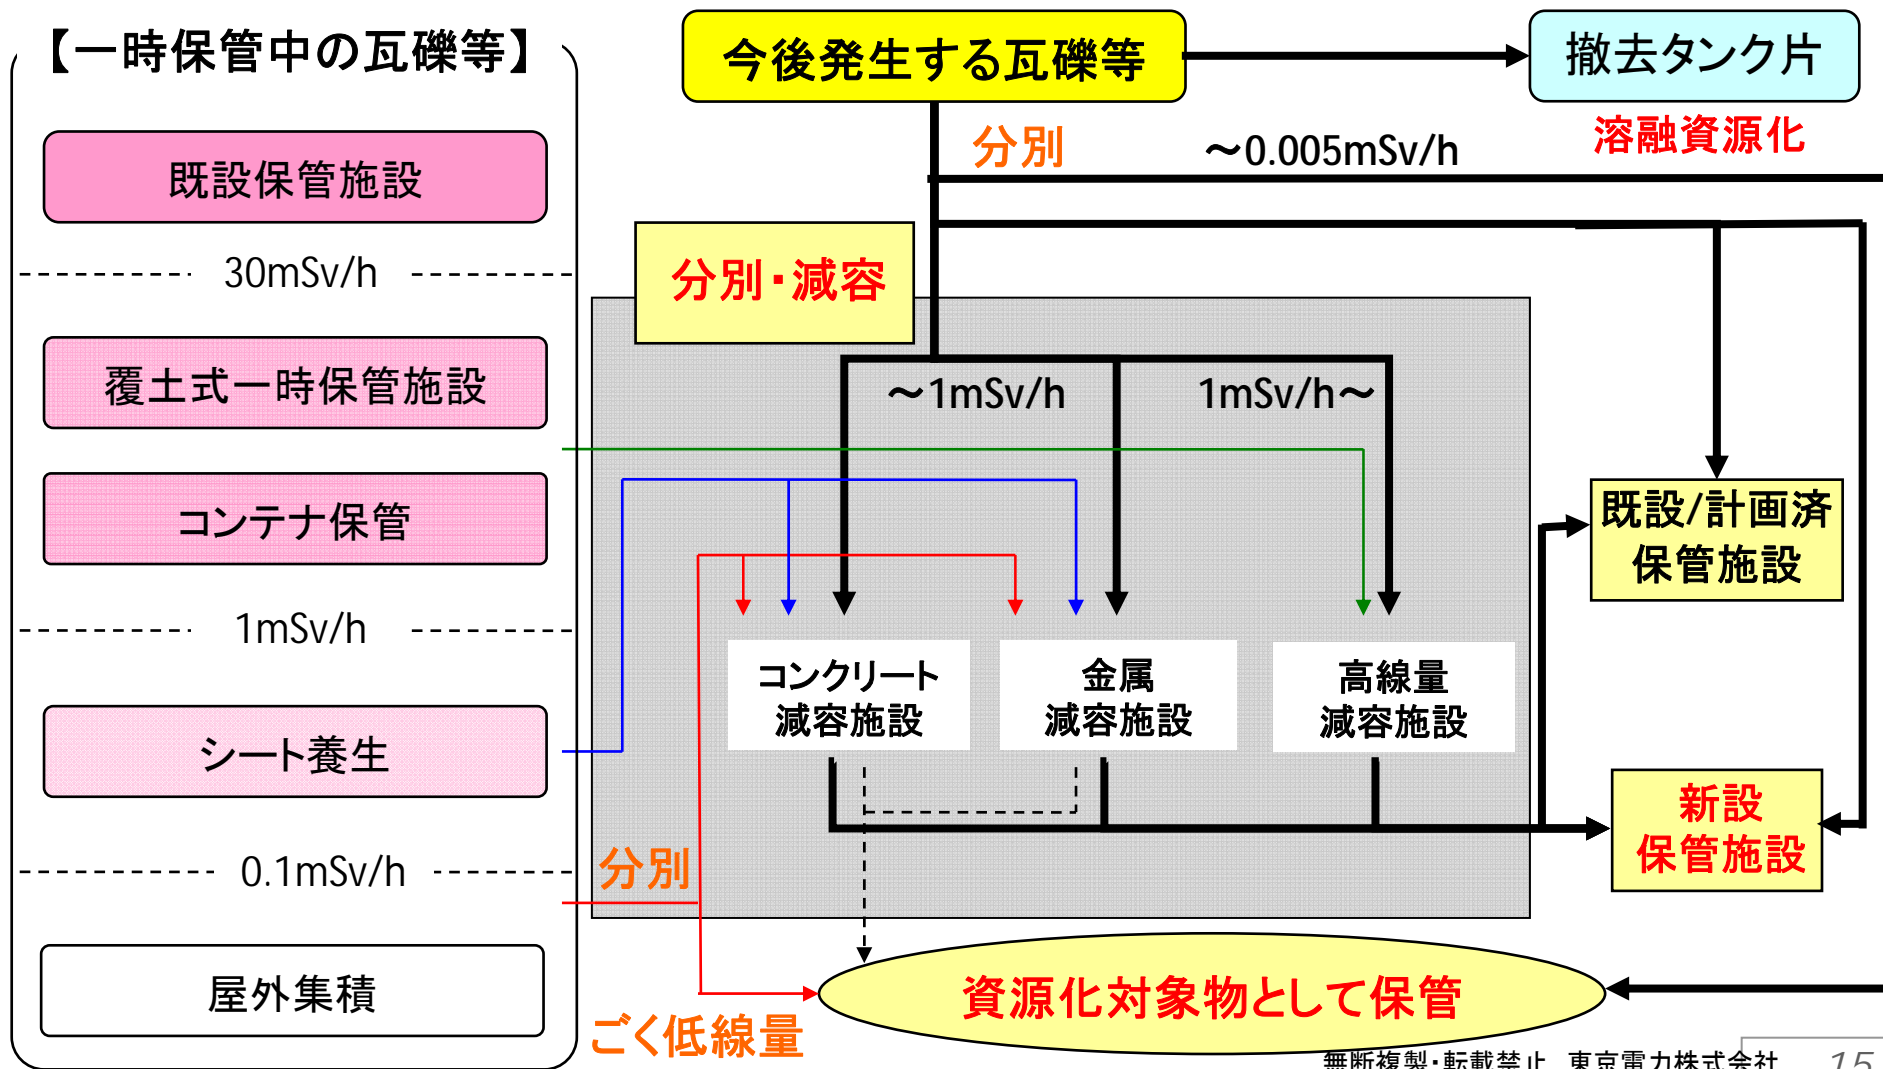 【一時保管中の瓦礫等】
既設保管施設
30mSv/h
覆土式一時保管施設
コンテナ保管
1mSv/h
シート養生
0.1mSv/h
屋外集積
今後発生する瓦礫等
撤去タンク片
溶融資源化
分別
～0.005mSv/h
分別・減容
～1mSv/h
1mSv/h～
コンクリート
減容施設
金属
減容施設
高線量
減容施設
既設/計画済
保管施設
新設
保管施設
分別
ごく低線量
資源化対象物として保管
無断複製・転載禁止 東京電力株式会社
15